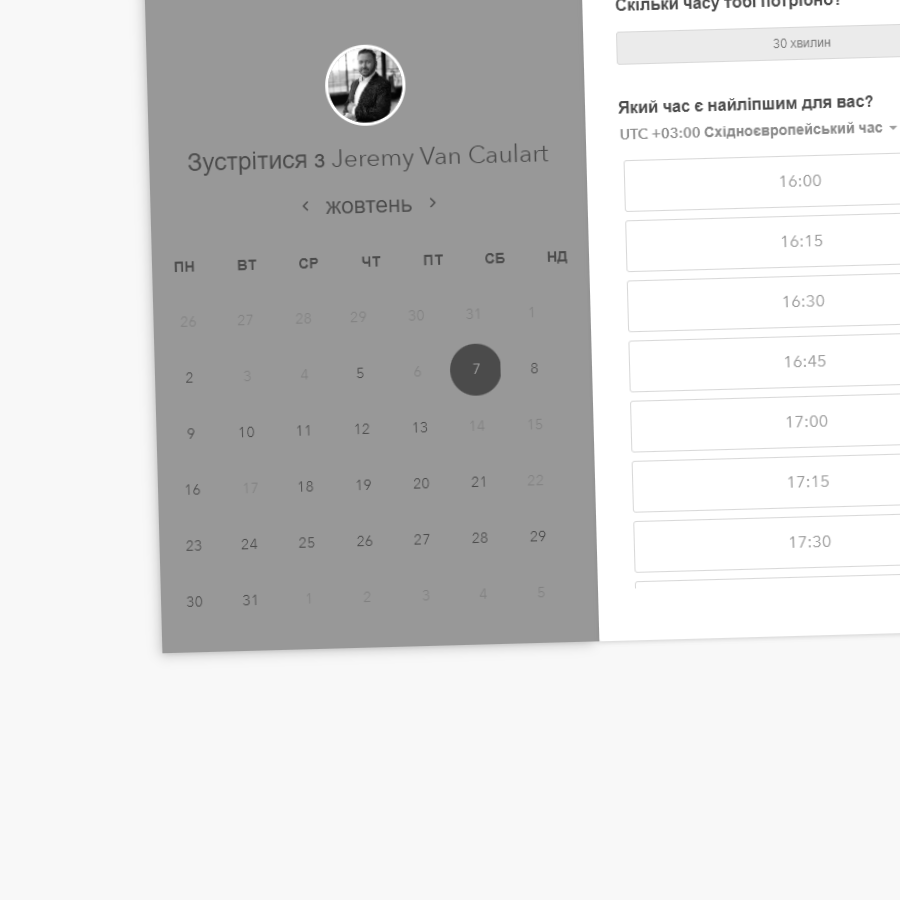 Скільки часу тобі потрібно?
30 хвилин
Зустрітися з Jeremy Van Caulart
‹ жовтень ›
ПН ВТ СР ЧТ ПТ СБ НД
26 27 28 29 30 31 1
2 3 4 5 6 7 8
9 10 11 12 13 14 15
16 17 18 19 20 21 22
23 24 25 26 27 28 29
30 31 1 2 3 4 5
Який час є найліпшим для вас?
UTC +03:00 Східноєвропейський час
16:00
16:15
16:30
16:45
17:00
17:15
17:30